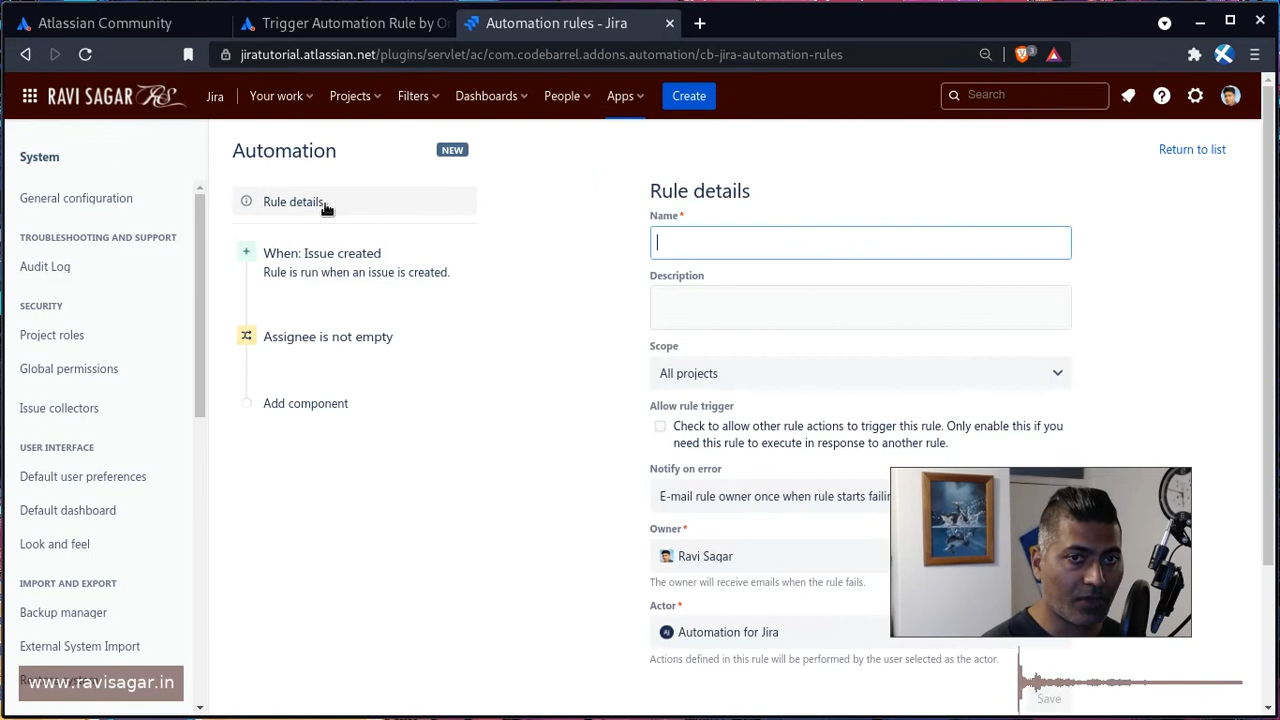 Atlassian Community
Trigger Automation Rule by O
Automation rules - Jira
jiratutorial.atlassian.net/plugins/servlet/ac/com.codebarrel.addons.automation/cb-jira-automation-rules
3
RAVI SAGAR RS
Jira
Your work
Projects
Filters
Dashboards
People
Apps
Create
Search
System
General configuration
TROUBLESHOOTING AND SUPPORT
Audit Log
SECURITY
Project roles
Global permissions
Issue collectors
USER INTERFACE
Default user preferences
Default dashboard
Look and feel
IMPORT AND EXPORT
Backup manager
External System Import
www.ravisagar.in
Automation
NEW
Rule details
When: Issue created
Rule is run when an issue is created.
Assignee is not empty
Add component
Return to list
Rule details
Name*
Description
Scope
All projects
Allow rule trigger
Check to allow other rule actions to trigger this rule. Only enable this if you
need this rule to execute in response to another rule.
Notify on error
E-mail rule owner once when rule starts failin
Owner*
Ravi Sagar
The owner will receive emails when the rule fails.
Actor*
Automation for Jira
Actions defined in this rule will be performed by the user selected as the actor.
Save